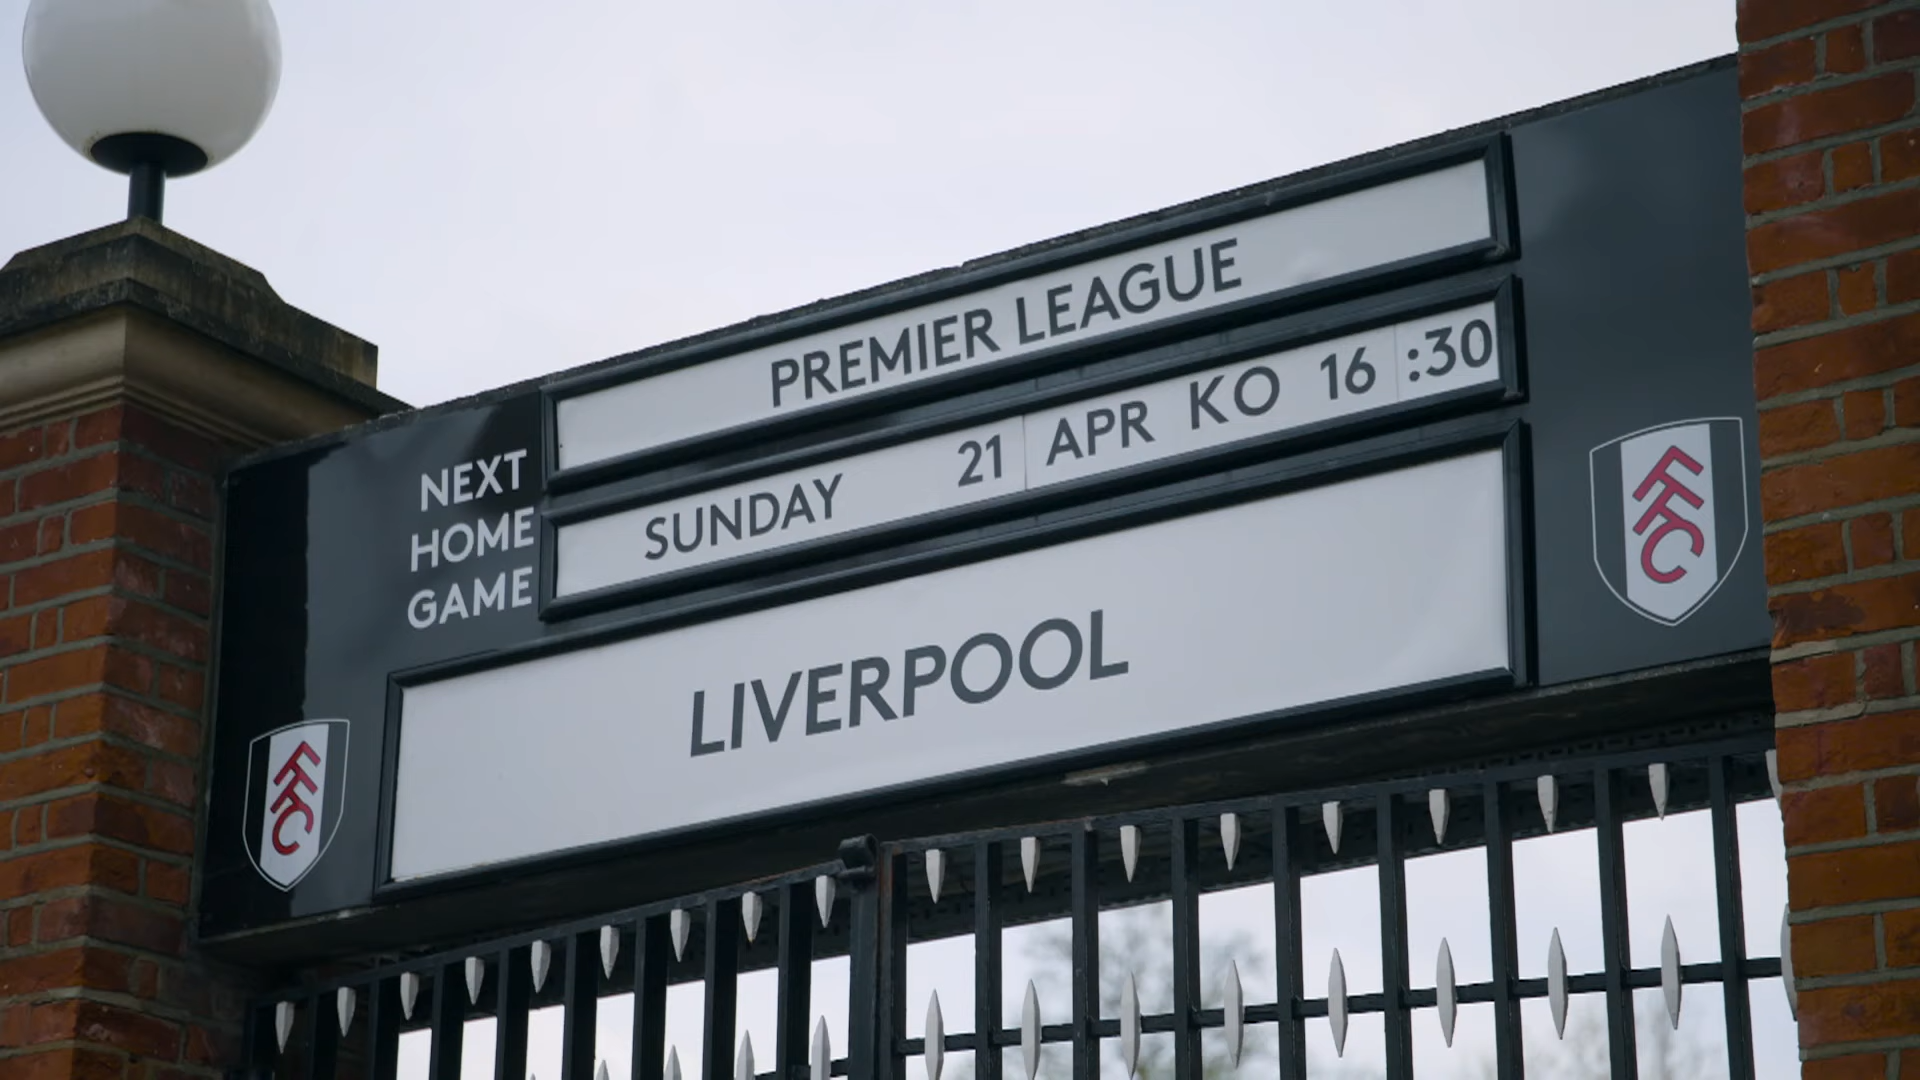 PREMIER LEAGUE
NEXT
HOME
GAME
SUNDAY 21 APR KO 16 :30
LIVERPOOL
FFC
FFC